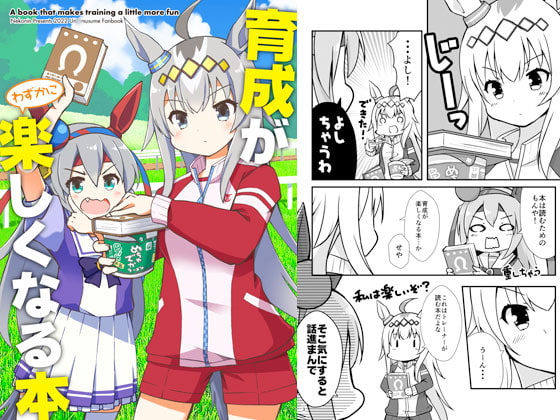 A book that makes training a little more fun
Nekorin Presents 2022 Umamusume Fanbook
育成が
わずかに
楽しくなる本
じーっ
…よし!
できた!
よし
ちゃうわ
本は読むための
もんや!
育成が
楽しくなる本…か
せや
重しちゃう
うーん…
これはトレーナーが
読む本だよな
私は楽しいぞ?
そこ気にすると
話進まんで